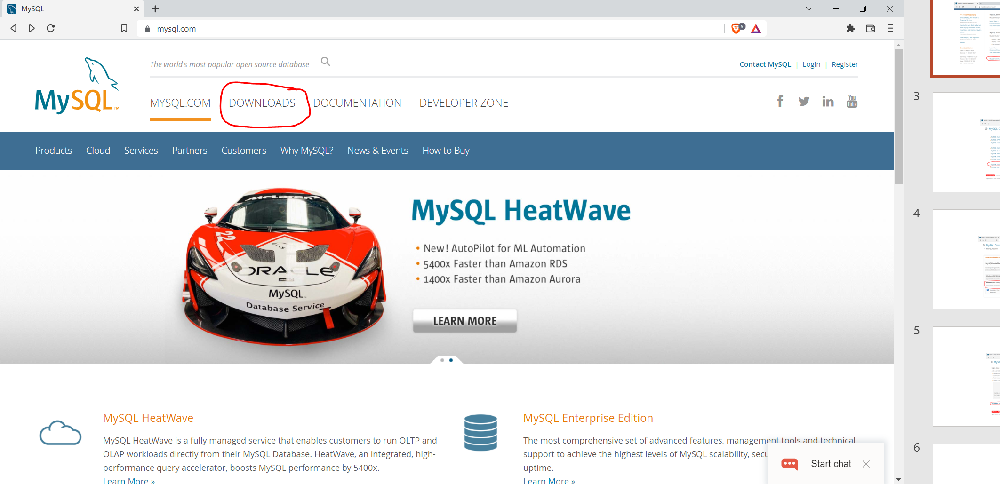 MySQL
mysql.com
5
The world's most popular open source database
Contact MySQL | Login | Register
MySQL™
MYSQL.COM DOWNLOADS DOCUMENTATION DEVELOPER ZONE
You
Tube
Products Cloud Services Partners Customers Why MySQL? News & Events How to Buy
McLaren
2
ORACLE
MySQL™
Database Service
MySQL HeatWave
• New! AutoPilot for ML Automation
• 5400x Faster than Amazon RDS
• 1400x Faster than Amazon Aurora
LEARN MORE
MySQL HeatWave
MySQL HeatWave is a fully managed service that enables customers to run OLTP and
OLAP workloads directly from their MySQL Database. HeatWave, an integrated, high-
performance query accelerator, boosts MySQL performance by 5400x.
Learn More »
MySQL Enterprise Edition
The most comprehensive set of advanced features, management tools and technical
support to achieve the highest levels of MySQL scalability, secu
uptime.
Learn More »
Start chat
3
4
5
6